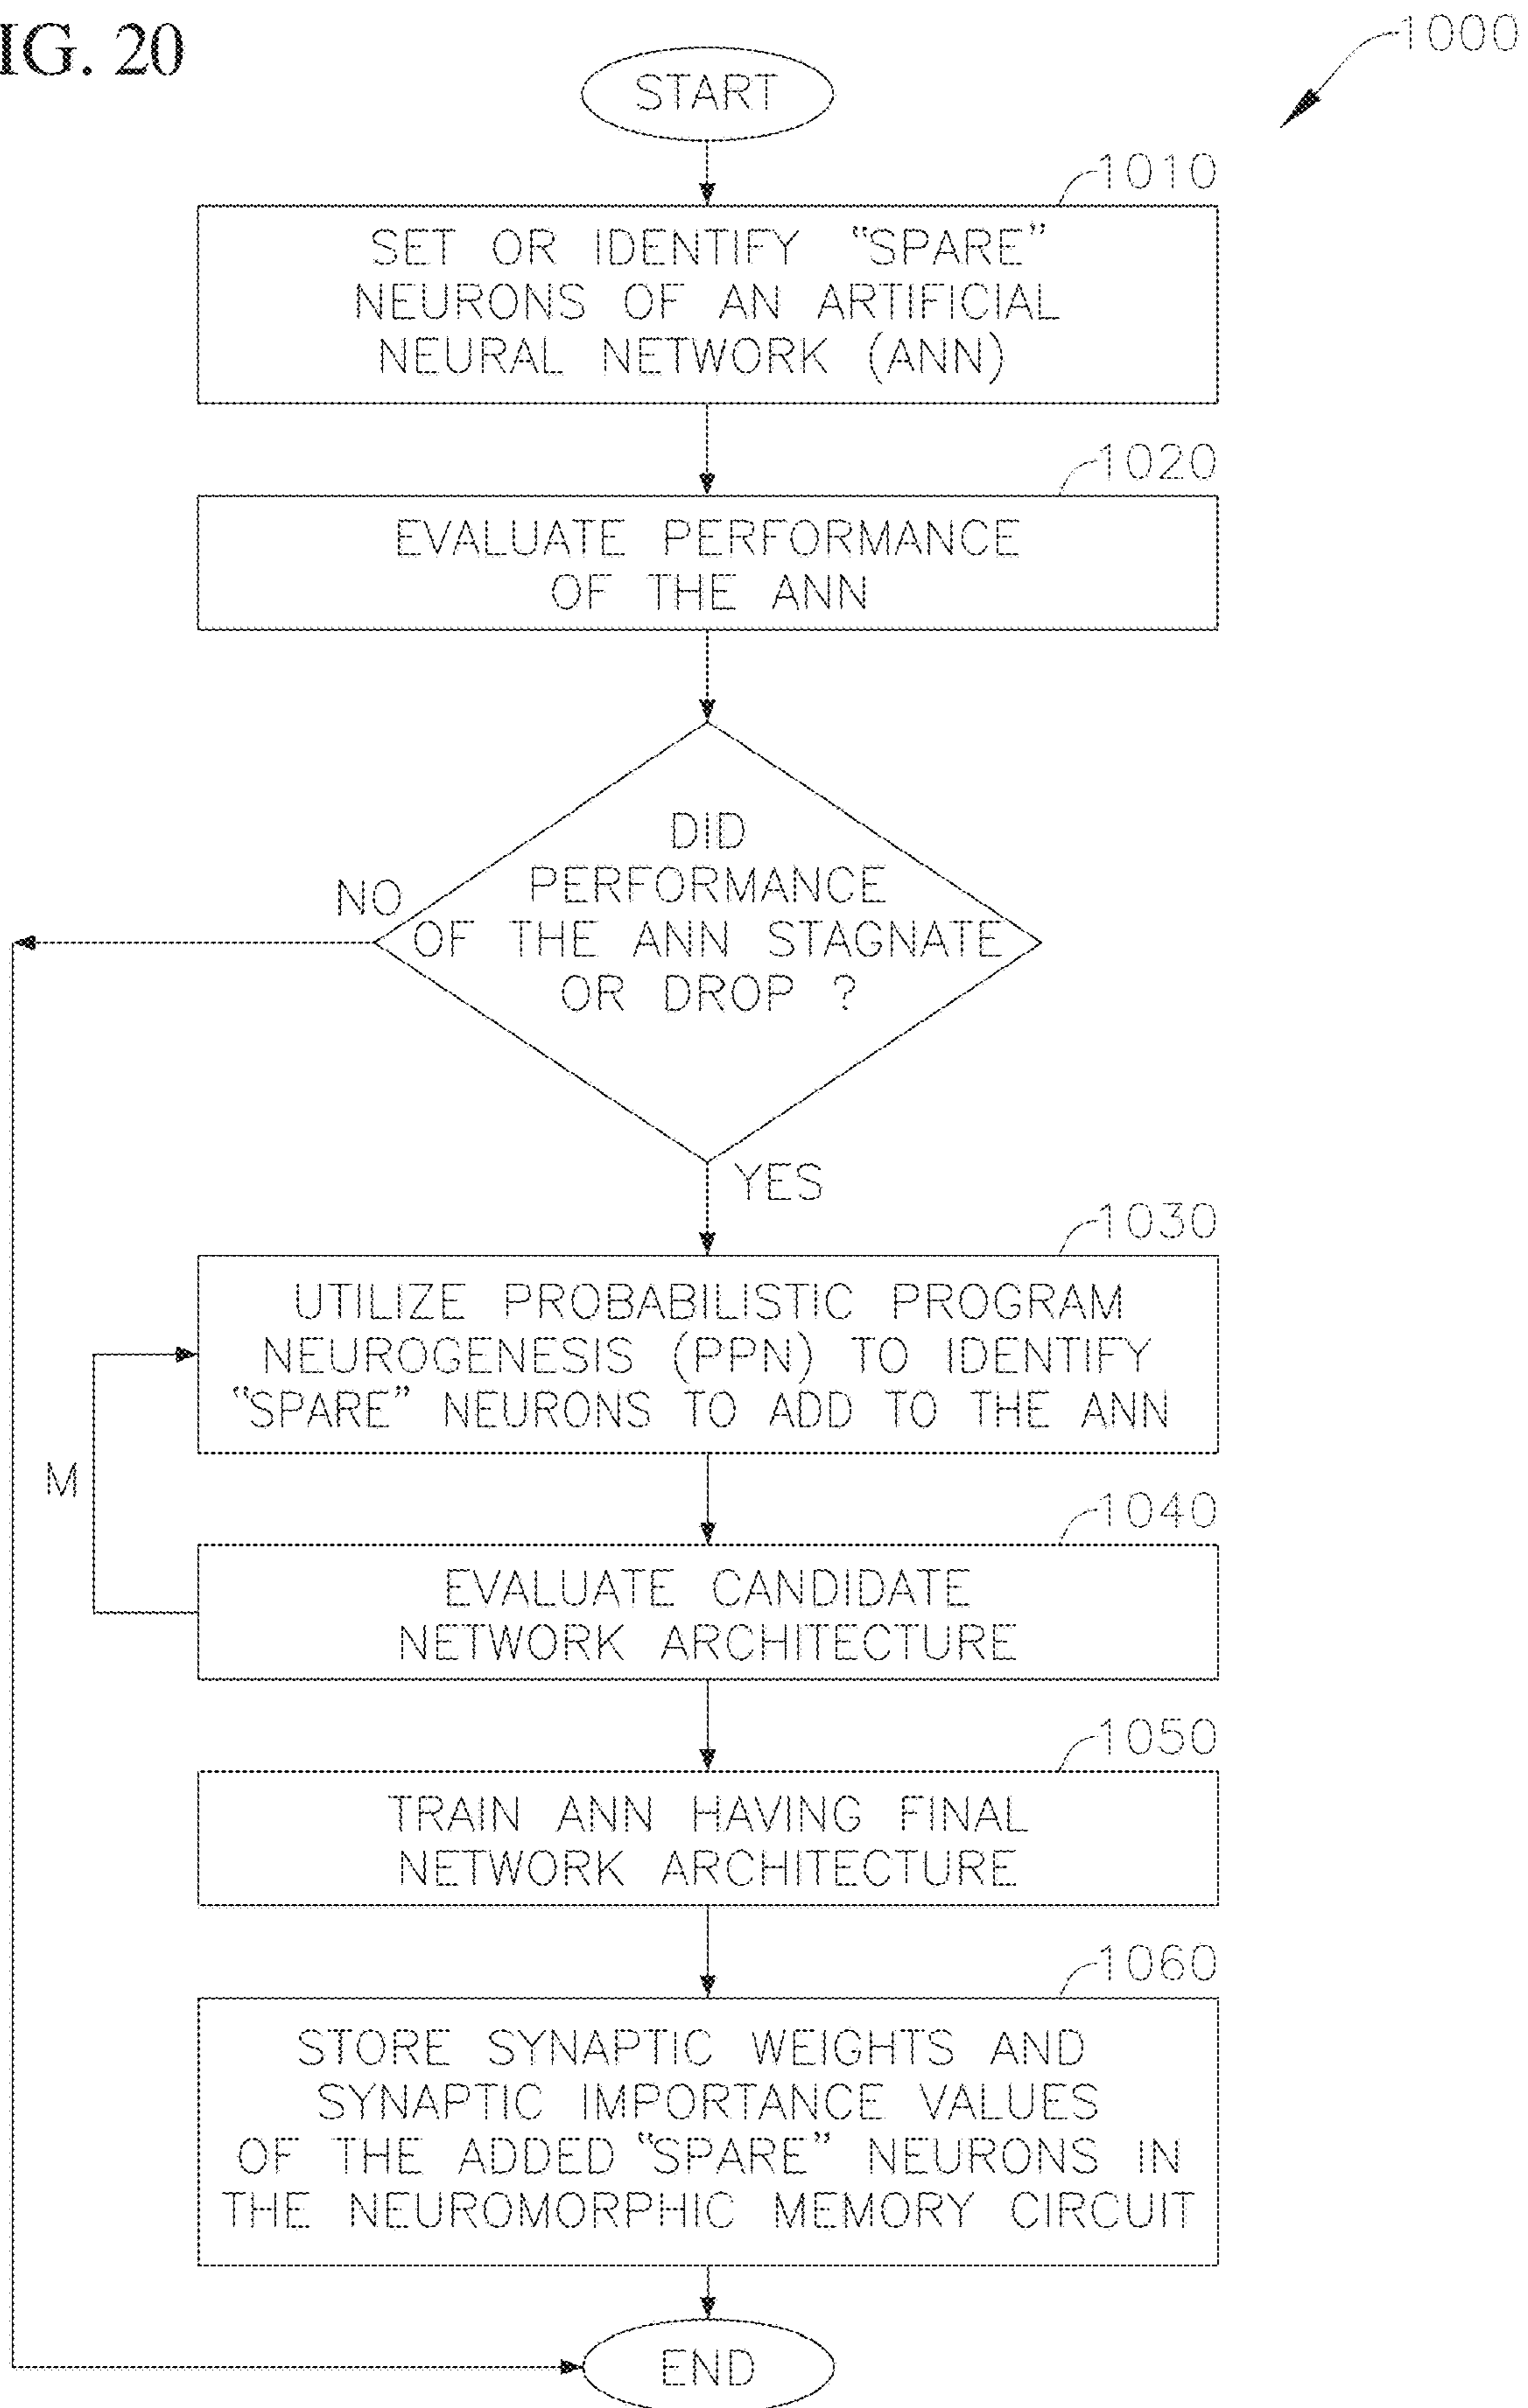 IG. 20
1000
START
1010
SET OR IDENTIFY “SPARE”
NEURONS OF AN ARTIFICIAL
NEURAL NETWORK (ANN)
1020
EVALUATE PERFORMANCE
OF THE ANN
DID
PERFORMANCE
OF THE ANN STAGNATE
OR DROP ?
NO
YES
1030
UTILIZE PROBABILISTIC PROGRAM
NEUROGENESIS (PPN) TO IDENTIFY
“SPARE” NEURONS TO ADD TO THE ANN
M
1040
EVALUATE CANDIDATE
NETWORK ARCHITECTURE
1050
TRAIN ANN HAVING FINAL
NETWORK ARCHITECTURE
1060
STORE SYNAPTIC WEIGHTS AND
SYNAPTIC IMPORTANCE VALUES
OF THE ADDED “SPARE” NEURONS IN
THE NEUROMORPHIC MEMORY CIRCUIT
END